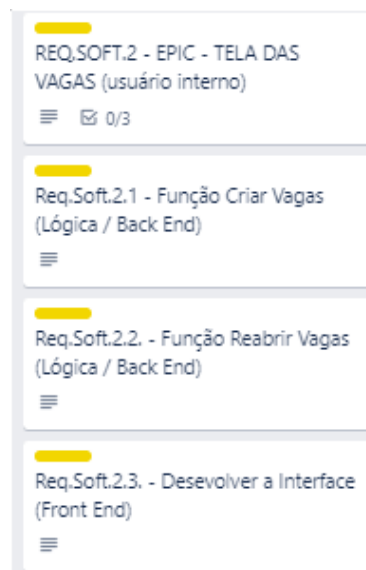 REQ.SOFT.2 - EPIC - TELA DAS
VAGAS (usuário interno)
0/3
Req.Soft.2.1 - Função Criar Vagas
(Lógica / Back End)
Req.Soft.2.2. - Função Reabrir Vagas
(Lógica / Back End)
Req.Soft.2.3. - Desevolver a Interface
(Front End)